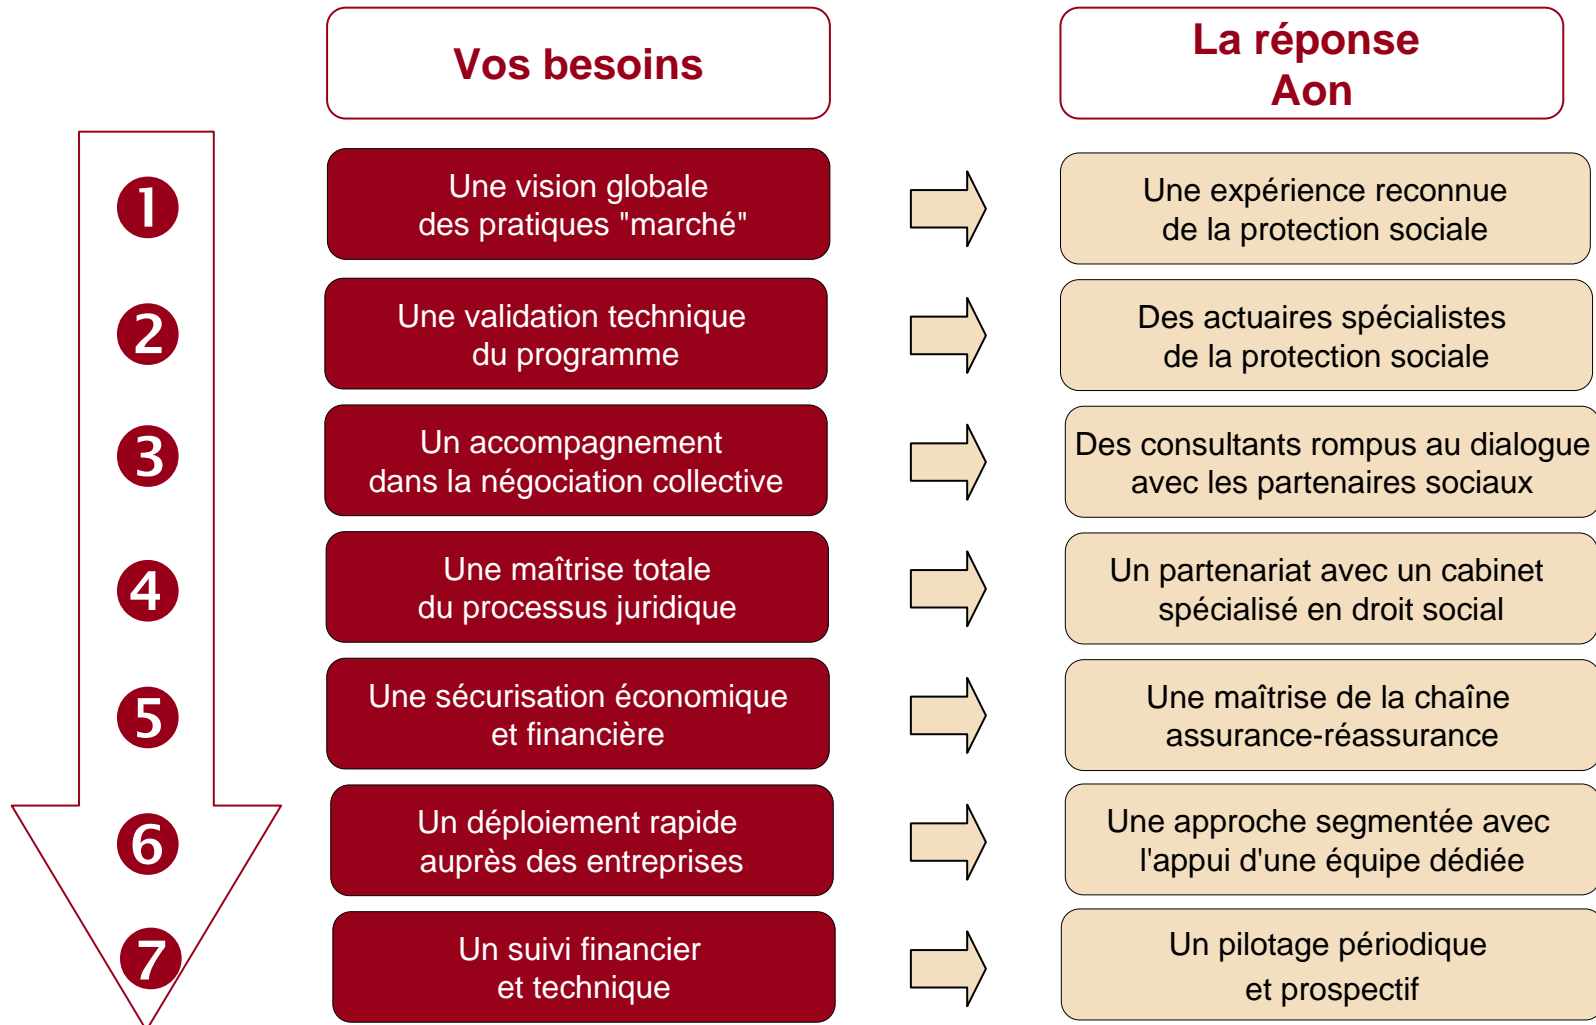 Vos besoins
La réponse
Aon
1
Une vision globale
des pratiques "marché"
Une expérience reconnue
de la protection sociale
2
Une validation technique
du programme
Des actuaires spécialistes
de la protection sociale
3
Un accompagnement
dans la négociation collective
Des consultants rompus au dialogue
avec les partenaires sociaux
4
Une maîtrise totale
du processus juridique
Un partenariat avec un cabinet
spécialisé en droit social
5
Une sécurisation économique
et financière
Une maîtrise de la chaîne
assurance-réassurance
6
Un déploiement rapide
auprès des entreprises
Une approche segmentée avec
l'appui d'une équipe dédiée
7
Un suivi financier
et technique
Un pilotage périodique
et prospectif